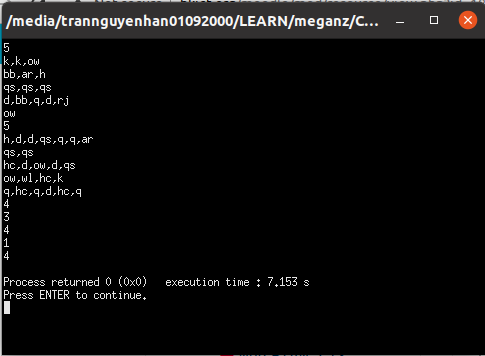 /media/trannguyenhan01092000/LEARN/meganz/C...
5
k,k,ow
bb,ar,h
qs,qs,qs
d,bb,q,d,rj
ow
5
h,d,d,qs,q,q,ar
qs,qs
hc,d,ow,d,qs
ow,wl,hc,k
q,hc,q,d,hc,q
4
3
4
1
4
Process returned 0 (0x0)   execution time : 7.153 s
Press ENTER to continue.